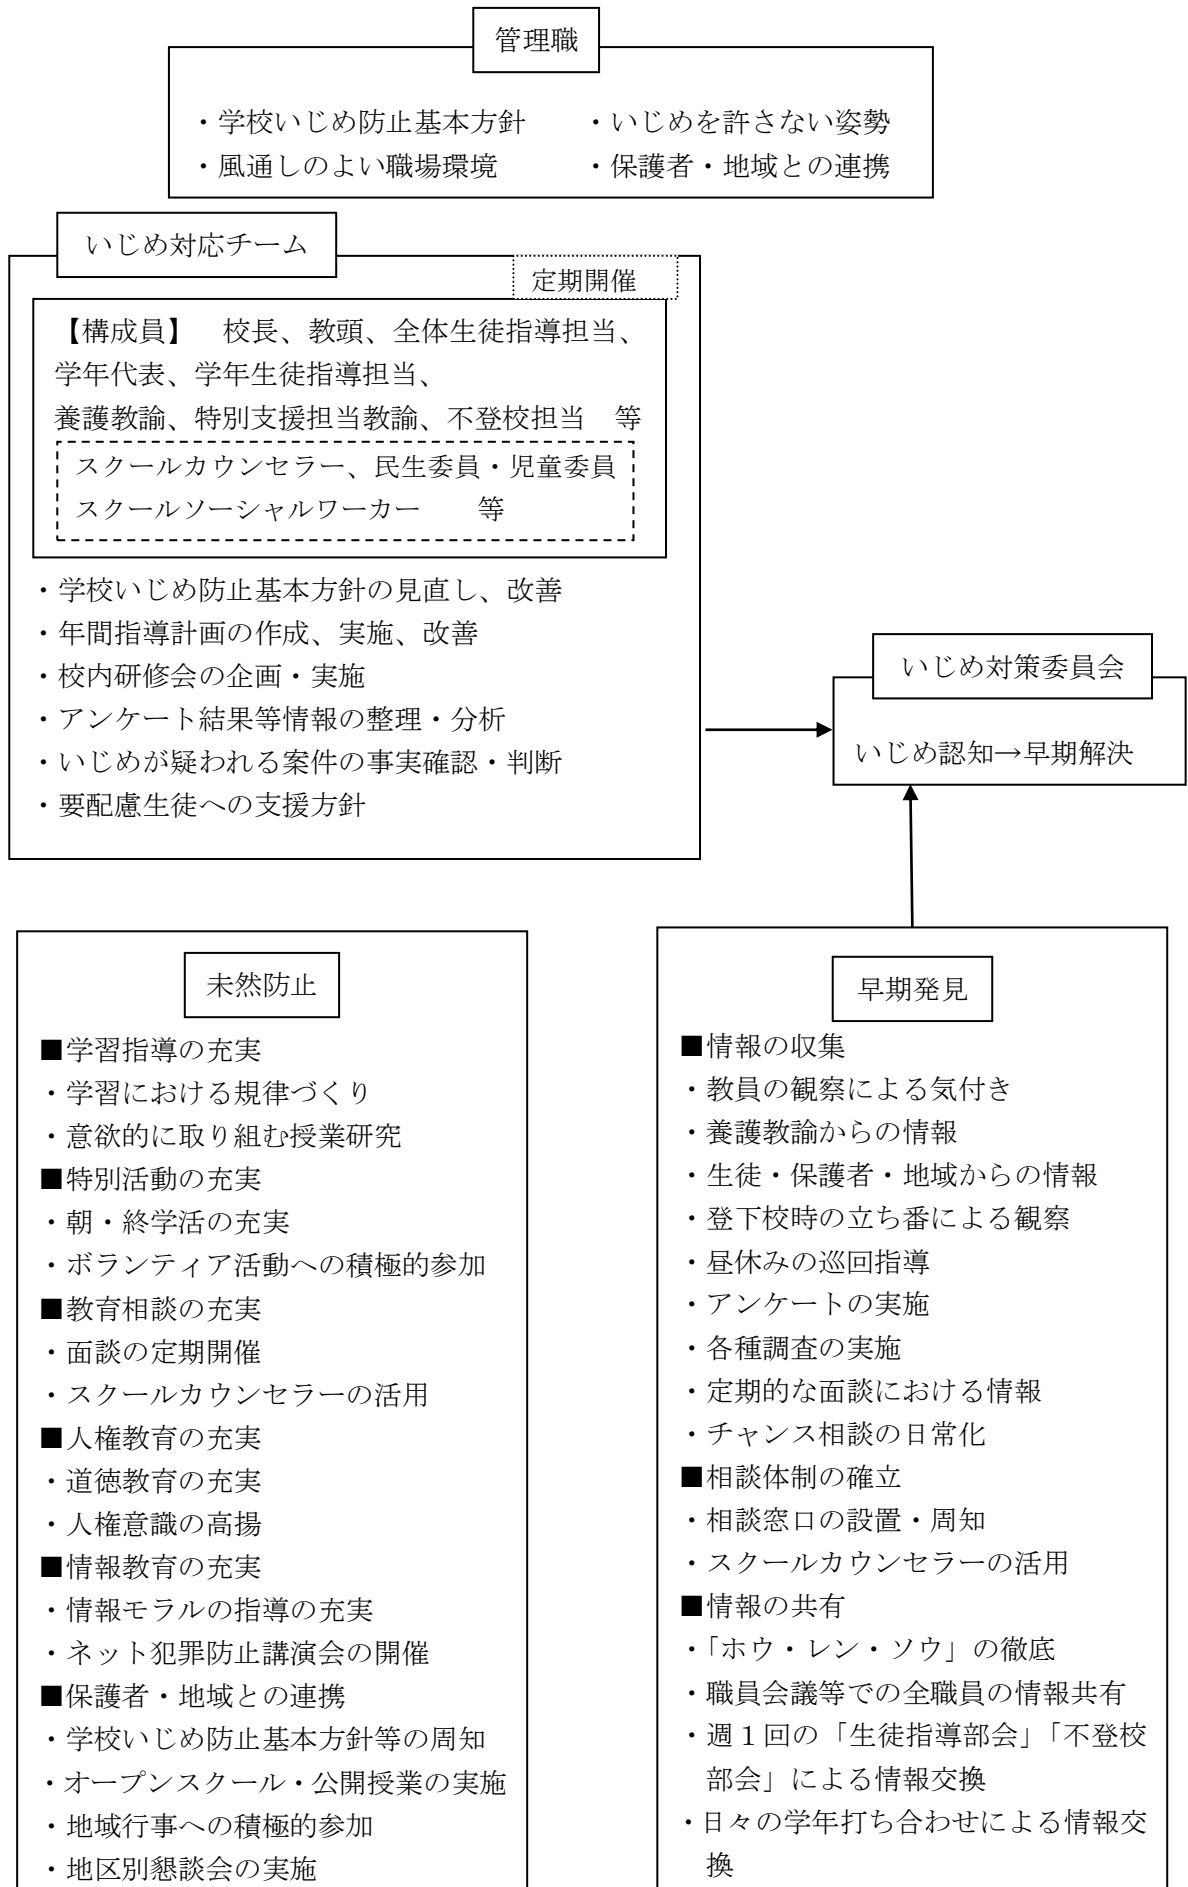 管理職
・学校いじめ防止基本方針　　・いじめを許さない姿勢
・風通しのよい職場環境　　　・保護者・地域との連携
いじめ対応チーム
定期開催
【構成員】　校長、教頭、全体生徒指導担当、
学年代表、学年生徒指導担当、
養護教諭、特別支援担当教諭、不登校担当　等
スクールカウンセラー、民生委員・児童委員
スクールソーシャルワーカー　　等
・学校いじめ防止基本方針の見直し、改善
・年間指導計画の作成、実施、改善
・校内研修会の企画・実施
・アンケート結果等情報の整理・分析
・いじめが疑われる案件の事実確認・判断
・要配慮生徒への支援方針
いじめ対策委員会
いじめ認知→早期解決
未然防止
■学習指導の充実
・学習における規律づくり
・意欲的に取り組む授業研究
■特別活動の充実
・朝・終学活の充実
・ボランティア活動への積極的参加
■教育相談の充実
・面談の定期開催
・スクールカウンセラーの活用
■人権教育の充実
・道徳教育の充実
・人権意識の高揚
■情報教育の充実
・情報モラルの指導の充実
・ネット犯罪防止講演会の開催
■保護者・地域との連携
・学校いじめ防止基本方針等の周知
・オープンスクール・公開授業の実施
・地域行事への積極的参加
・地区別懇談会の実施
早期発見
■情報の収集
・教員の観察による気付き
・養護教諭からの情報
・生徒・保護者・地域からの情報
・登下校時の立ち番による観察
・昼休みの巡回指導
・アンケートの実施
・各種調査の実施
・定期的な面談における情報
・チャンス相談の日常化
■相談体制の確立
・相談窓口の設置・周知
・スクールカウンセラーの活用
■情報の共有
・「ホウ・レン・ソウ」の徹底
・職員会議等での全職員の情報共有
・週１回の「生徒指導部会」「不登校
部会」による情報交換
・日々の学年打ち合わせによる情報交
換